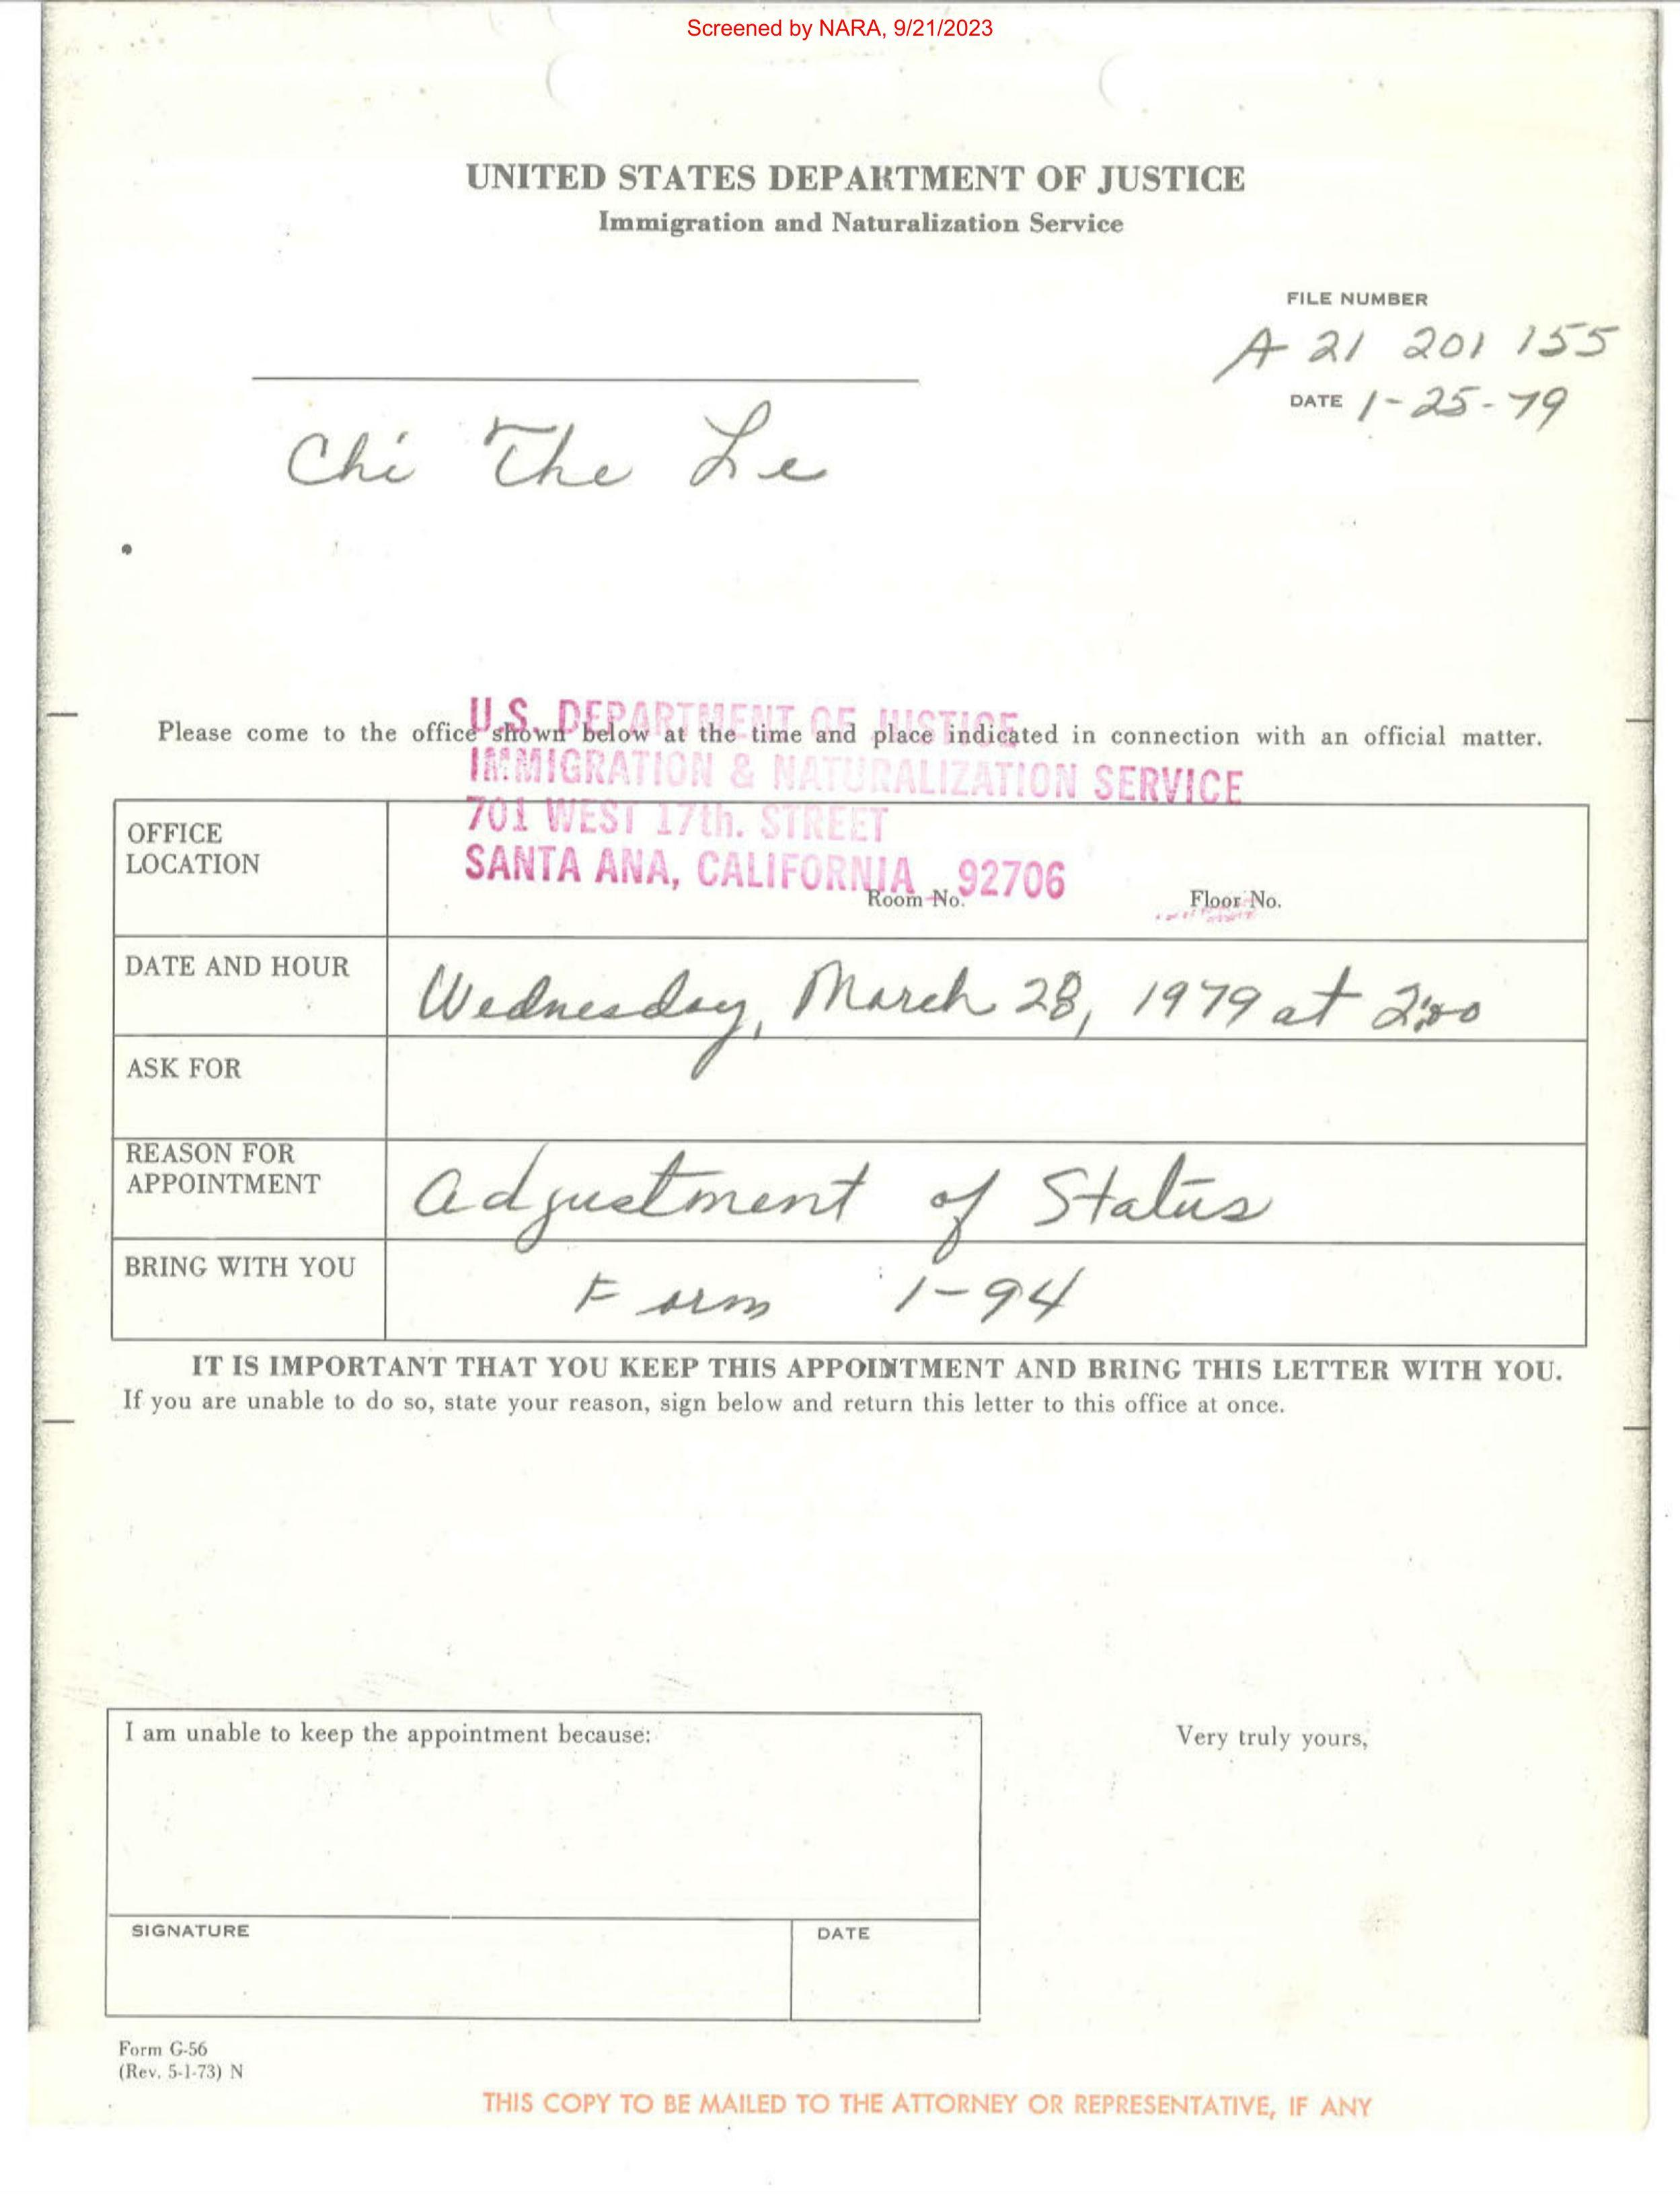 Screened by NARA, 9/21/2023
UNITED STATES DEPARTMENT OF JUSTICE
Immigration and Naturalization Service
FILE NUMBER
A 21 201 155
DATE 1-25-79
Chi The Le
U.S. DEPARTMENT OF JUSTICE
Please come to the office shown below at the time and place indicated in connection with an official matter.
IMMIGRATION & NATURALIZATION SERVICE
701 WEST 17th. STREET
OFFICE
LOCATION
SANTA ANA, CALIFORNIA 92706
Room No. Floor No.
DATE AND HOUR
Wednesday, March 28, 1979 at 2:00
ASK FOR
REASON FOR
APPOINTMENT
Adjustment of Status
BRING WITH YOU
Form 1-94
IT IS IMPORTANT THAT YOU KEEP THIS APPOINTMENT AND BRING THIS LETTER WITH YOU.
If you are unable to do so, state your reason, sign below and return this letter to this office at once.
I am unable to keep the appointment because:
Very truly yours,
SIGNATURE
DATE
Form G-56
(Rev. 5-1-73) N
THIS COPY TO BE MAILED TO THE ATTORNEY OR REPRESENTATIVE, IF ANY